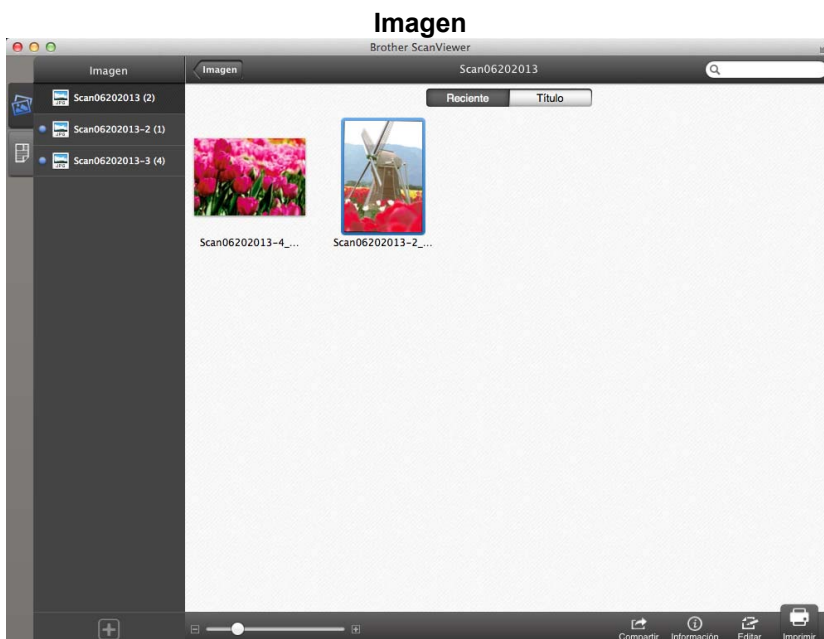 Imagen
Brother ScanViewer
Imagen
Imagen
Scan06202013
Scan06202013 (2)
Scan06202013-2 (1)
Scan06202013-3 (4)
Reciente
Título
Scan06202013-4_...
Scan06202013-2_...
Compartir
Información
Editar
Imprimir